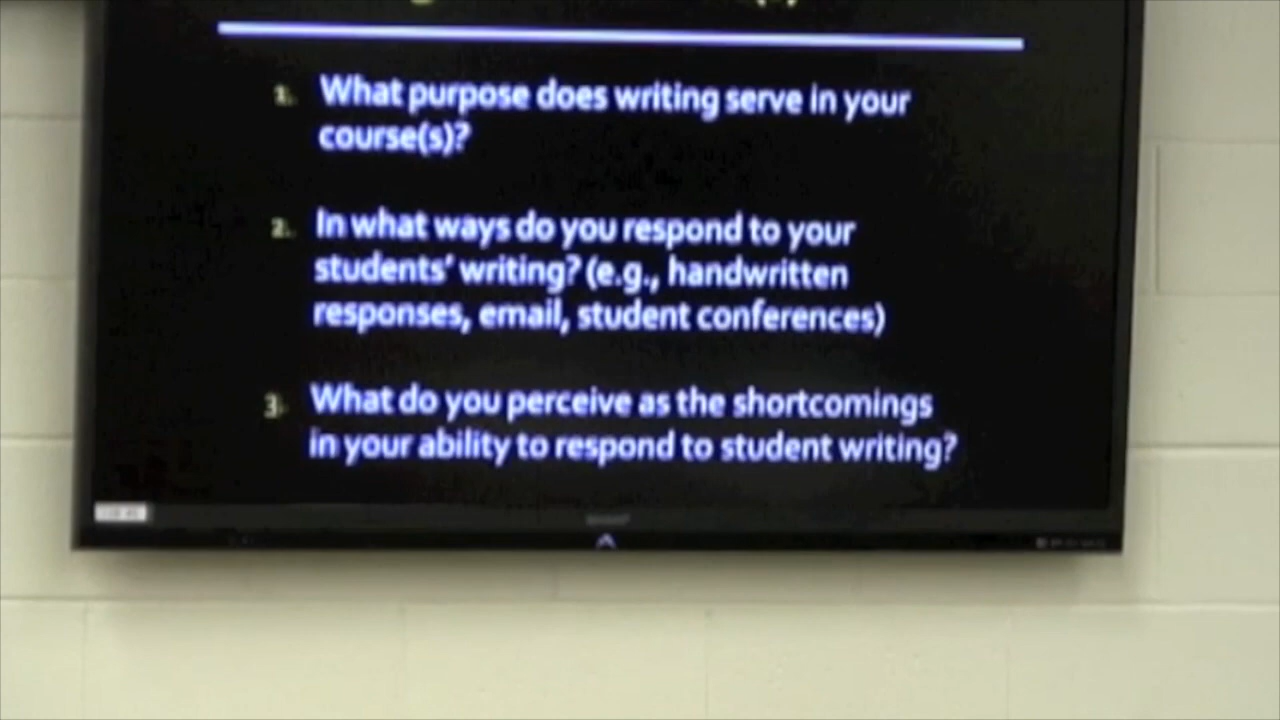 1. What purpose does writing serve in your
course(s)?
2. In what ways do you respond to your
students' writing? (e.g., handwritten
responses, email, student conferences)
3. What do you perceive as the shortcomings
in your ability to respond to student writing?